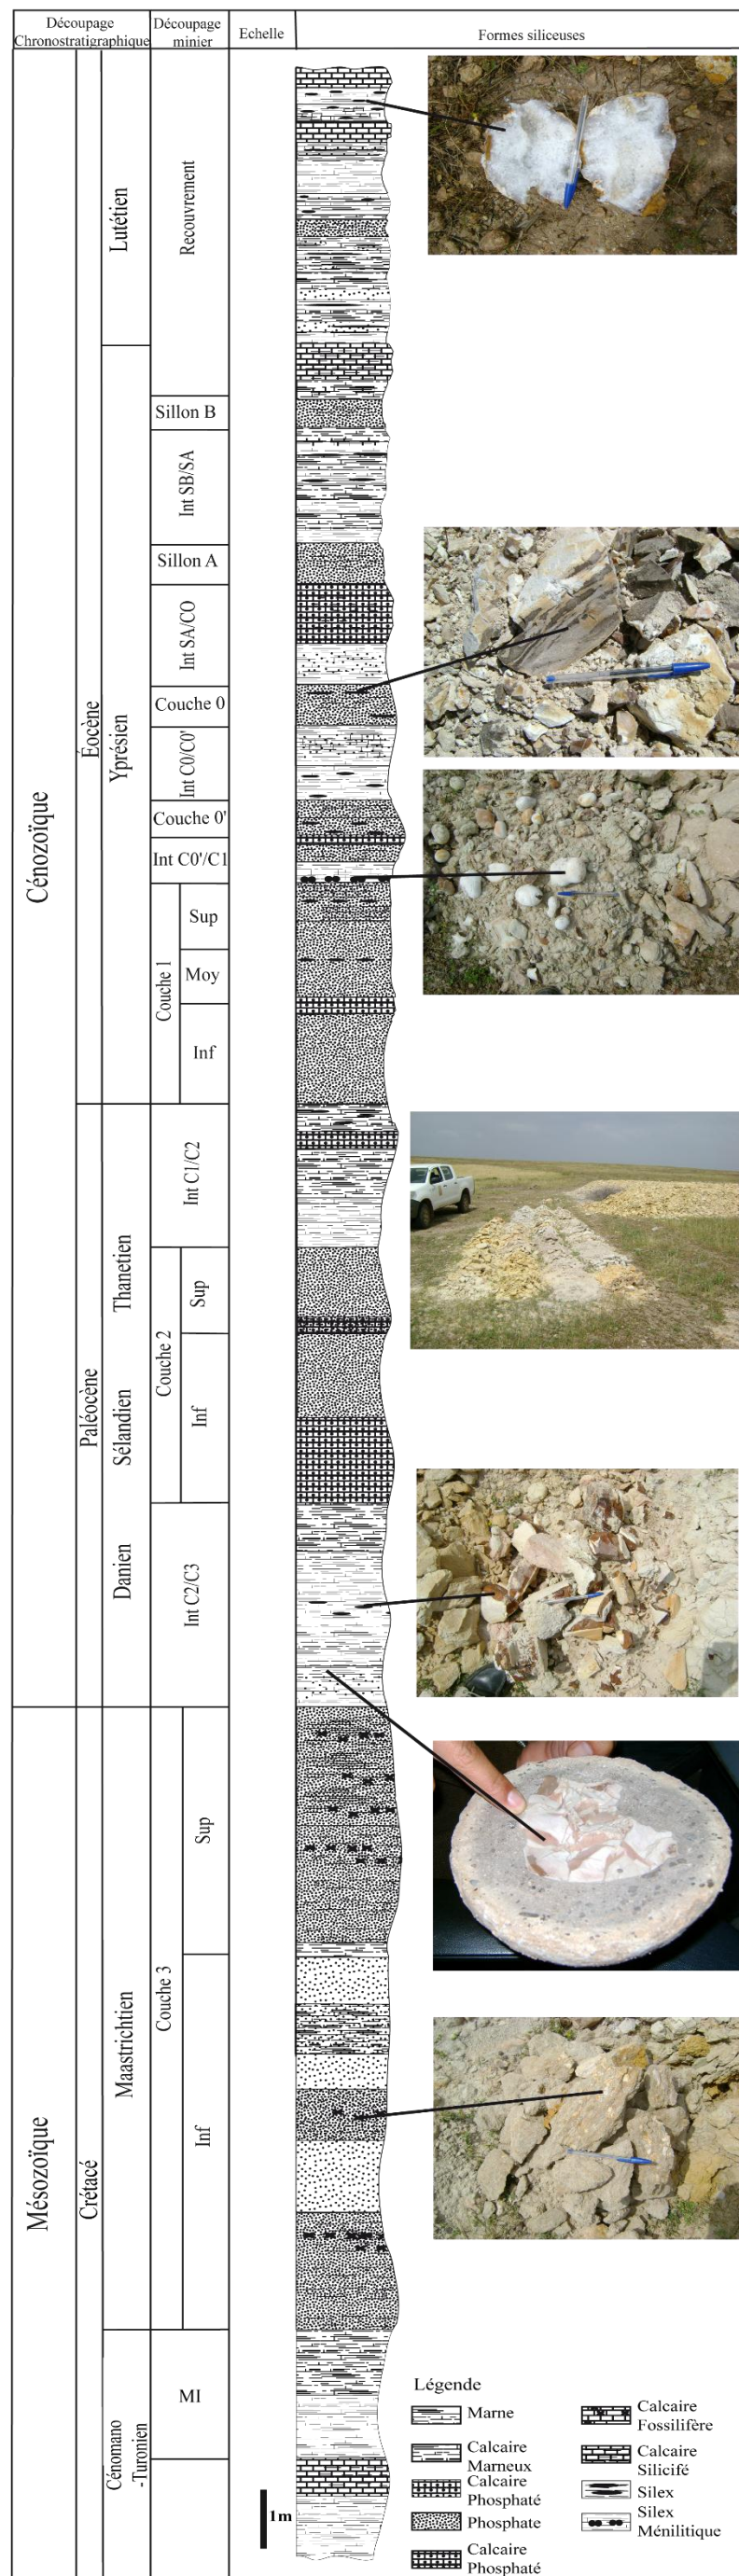 Découpage
Chronostratigraphique
Découpage
minier
Echelle
Formes siliceuses
Cénozoïque
Éocène
Lutétien
Recouvrement
Sillon B
Int SB/SA
Sillon A
Int SA/CO
Couche 0
Yprésien
Int C0/C0'
Couche 0'
Int C0'/C1
Couche 1
Sup
Moy
Inf
Paléocène
Thanetien
Int C1/C2
Couche 2
Sup
Sélandien
Inf
Danien
Int C2/C3
Mésozoïque
Crétacé
Maastrichtien
Couche 3
Sup
Inf
Cénomano
-Turonien
MI
1m
Légende
Marne
Calcaire
Marneux
Calcaire
Phosphaté
Phosphate
Calcaire
Phosphaté
Calcaire
Fossilifère
Calcaire
Silicifé
Silex
Silex
Ménilitique